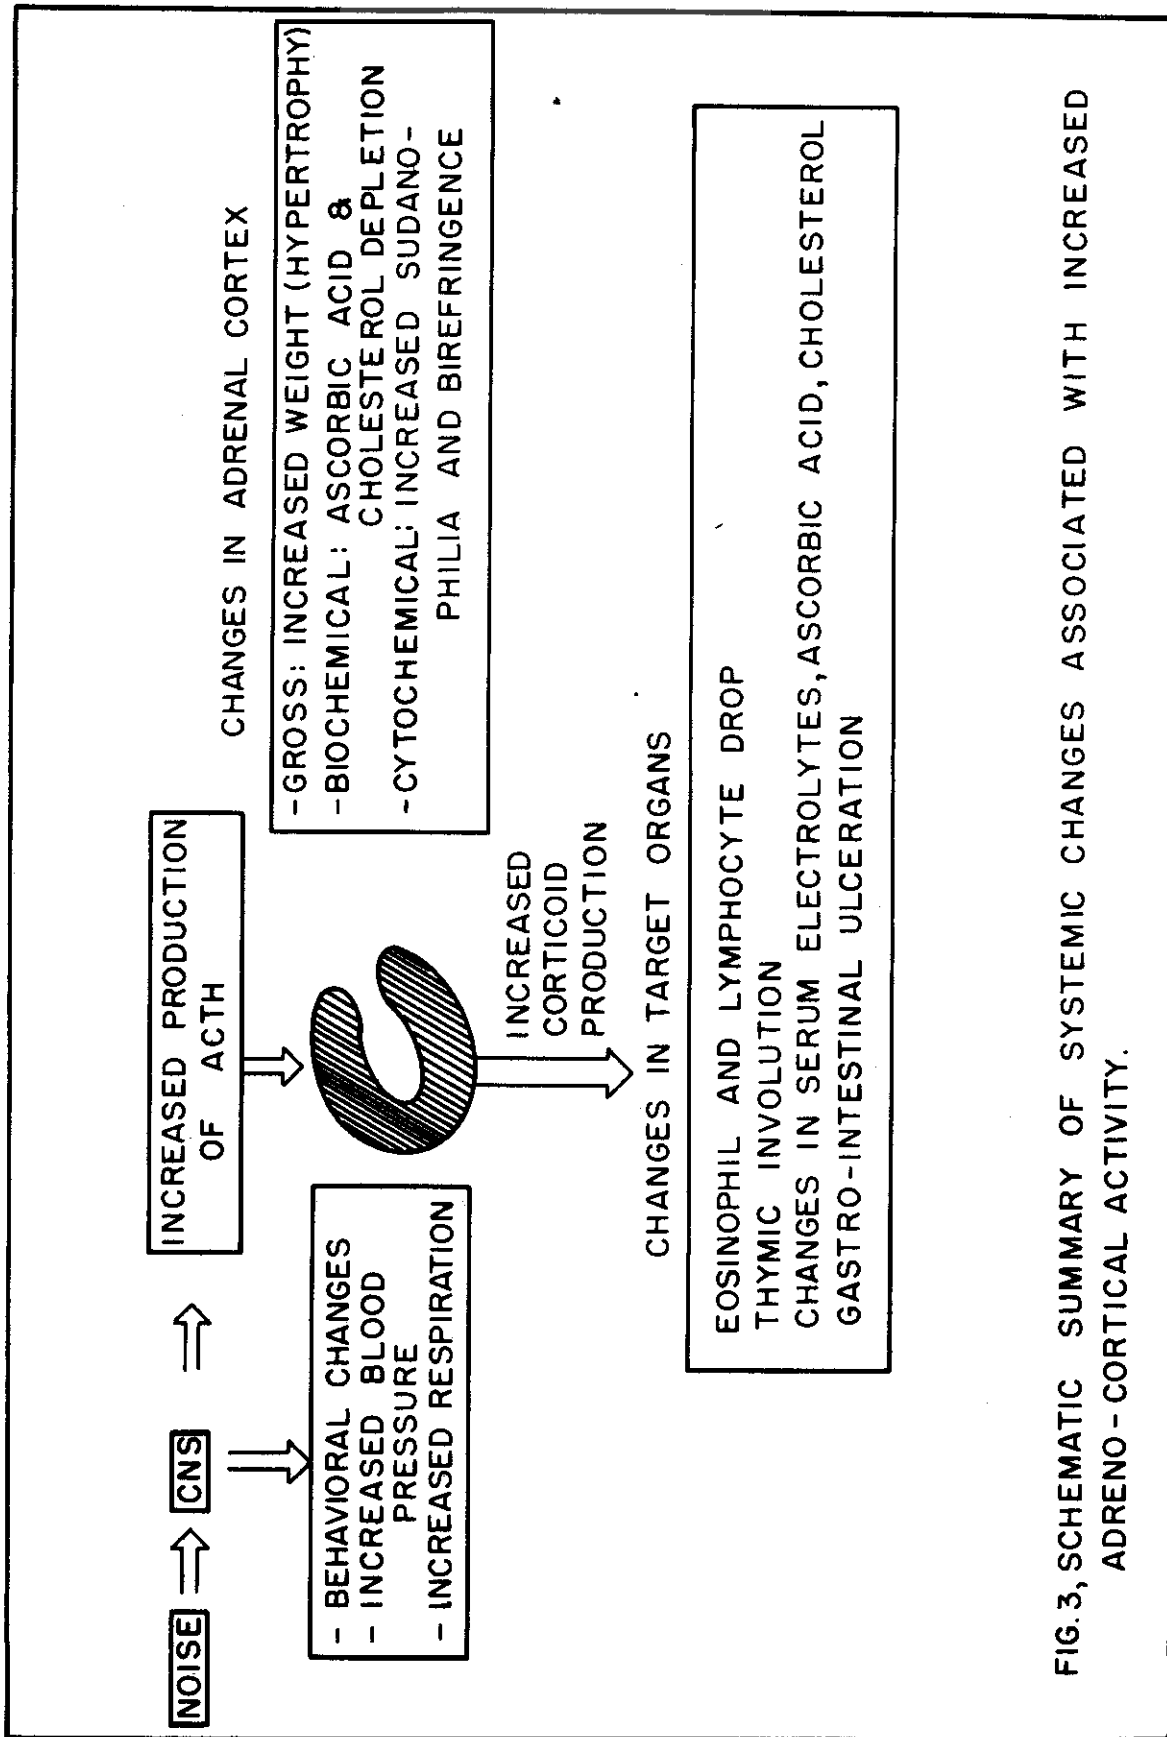 NOISE
CNS
INCREASED PRODUCTION
OF ACTH
- BEHAVIORAL CHANGES
- INCREASED BLOOD
PRESSURE
- INCREASED RESPIRATION
CHANGES IN ADRENAL CORTEX
-GROSS: INCREASED WEIGHT (HYPERTROPHY)
-BIOCHEMICAL: ASCORBIC ACID &
CHOLESTEROL DEPLETION
-CYTOCHEMICAL: INCREASED SUDANO-
PHILIA AND BIREFRINGENCE
INCREASED
CORTICOID
PRODUCTION
CHANGES IN TARGET ORGANS
EOSINOPHIL AND LYMPHOCYTE DROP
THYMIC INVOLUTION
CHANGES IN SERUM ELECTROLYTES, ASCORBIC ACID, CHOLESTEROL
GASTRO-INTESTINAL ULCERATION
FIG. 3, SCHEMATIC SUMMARY OF SYSTEMIC CHANGES ASSOCIATED WITH INCREASED
ADRENO-CORTICAL ACTIVITY.